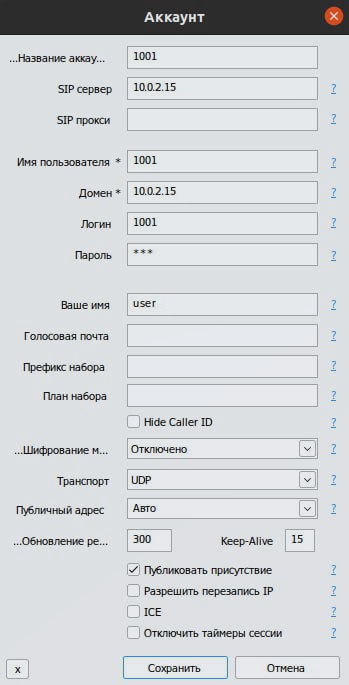 Аккаунт
...Название аккау... 1001
SIP сервер 10.0.2.15 ?
SIP прокси ?
Имя пользователя * 1001 ?
Домен * 10.0.2.15 ?
Логин 1001 ?
Пароль *** ?
Ваше имя user ?
Голосовая почта ?
Префикс набора ?
План набора ?
Hide Caller ID ?
...Шифрование м... Отключено ?
Транспорт UDP ?
Публичный адрес Авто ?
...Обновление ре... 300 Keep-Alive 15 ?
Публиковать присутствие ?
Разрешить перезапись IP ?
ICE ?
Отключить таймеры сессии ?
x Сохранить Отмена